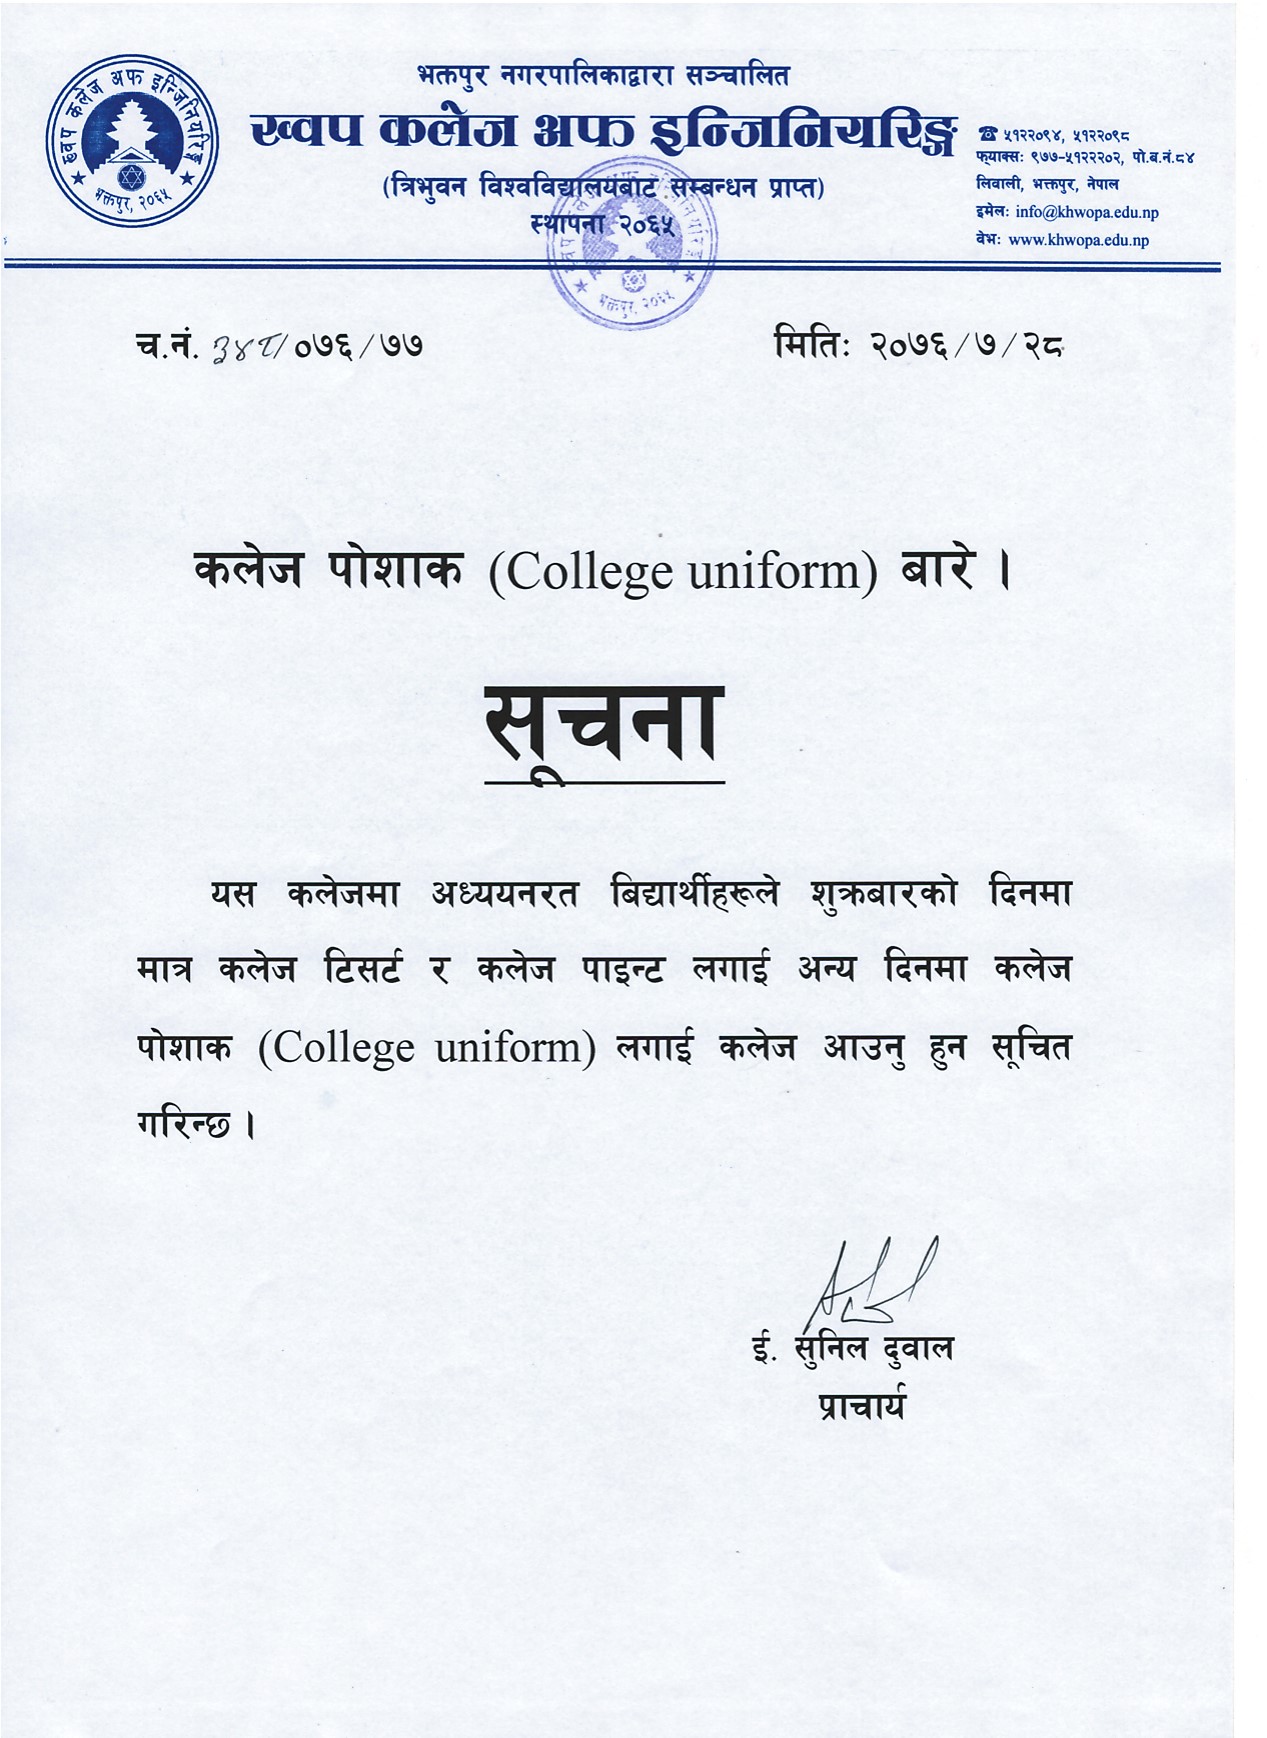 भक्तपुर नगरपालिकाद्वारा सञ्चालित
ख्वप कलेज अफ इन्जिनियरिङ्ग
(त्रिभुवन विश्वविद्यालयबाट सम्बन्धन प्राप्त)
स्थापना २०६५
ख्वप कलेज अफ इन्जिनियरिङ्ग
भक्तपुर, २०६५
☎ ५१२२०९४, ५१२२०९८
फ्याक्सः ९७७-५१२२२०२, पो.ब.नं.८४
लिवाली, भक्तपुर, नेपाल
इमेलः info@khwopa.edu.np
वेभः www.khwopa.edu.np
भक्तपुर, २०६५
च.नं. ३४८/०७६/७७
मितिः २०७६/७/२८
कलेज पोशाक (College uniform) बारे ।
सूचना
यस कलेजमा अध्ययनरत बिद्यार्थीहरूले शुक्रबारको दिनमा
मात्र कलेज टिसर्ट र कलेज पाइन्ट लगाई अन्य दिनमा कलेज
पोशाक (College uniform) लगाई कलेज आउनु हुन सूचित
गरिन्छ ।
ई. सुनिल दुवाल
प्राचार्य